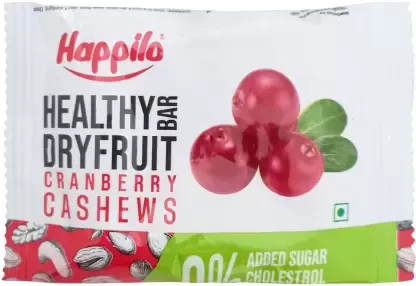 Happilo
HEALTHY BAR
DRYFRUIT
CRANBERRY
CASHEWS
0% ADDED SUGAR
CHOLESTROL